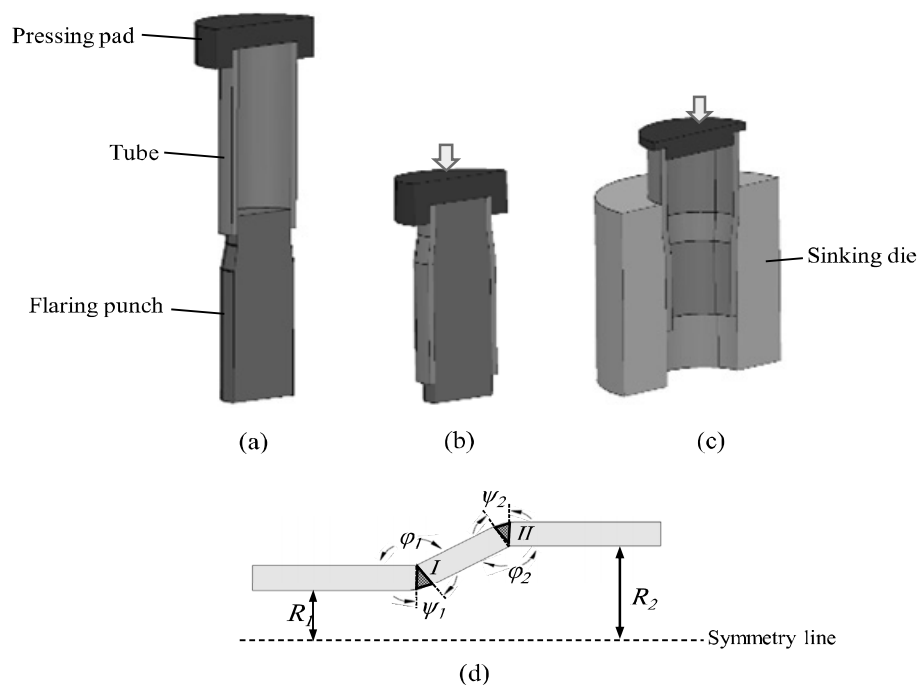 Pressing pad
Tube
Flaring punch
Sinking die
(a)
(b)
(c)
ψ2
φ1
I
II
φ2
ψ1
R1
R2
Symmetry line
(d)